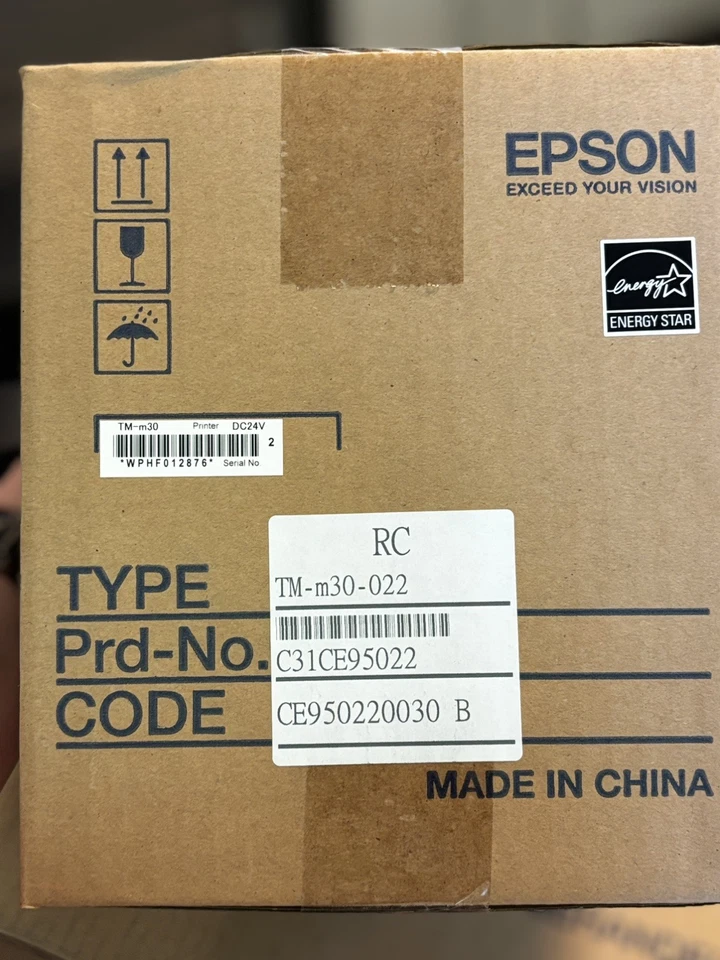 EPSON
EXCEED YOUR VISION
energy
ENERGY STAR
TM-m30 Printer DC24V
2
*WPHF012876* Serial No
RC
TYPE TM-m30-022
Prd-No. C31CE95022
CODE CE950220030 B
MADE IN CHINA